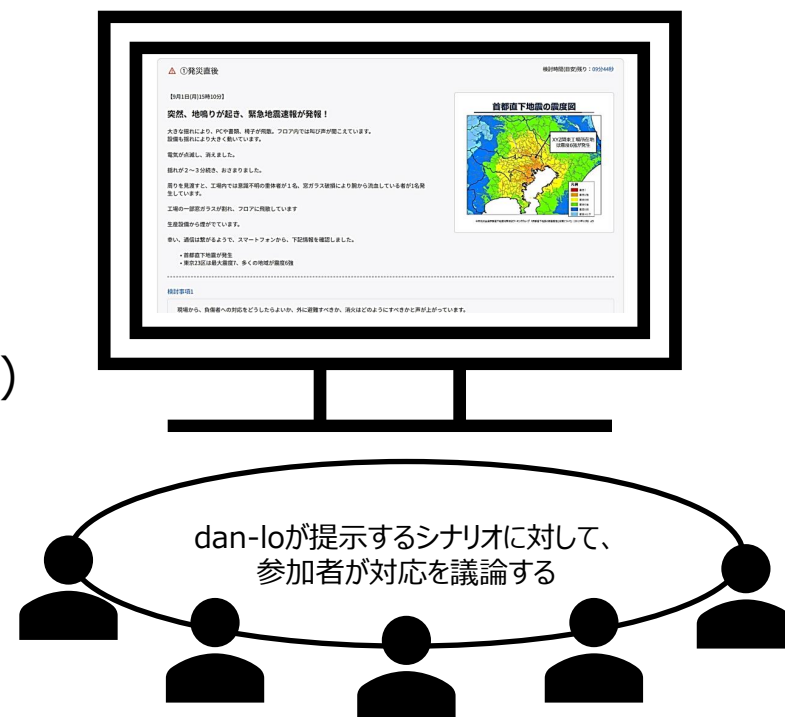 ⚠ ①発災直後
検討時間(目安)残り：09分44秒
【9月1日(月)15時10分】
突然、地鳴りが起き、緊急地震速報が発報！
大きな揺れにより、PCや書類、椅子が飛散。フロア内では叫び声が聞こえています。
設備も揺れにより大きく動いています。
電気が点滅し、消えました。
揺れが２～３分続き、おさまりました。
周りを見渡すと、工場内では意識不明の重体者が１名、窓ガラス破損により腕から流血している者が1名発
生しています。
工場の一部窓ガラスが割れ、フロアに飛散しています
生産設備から煙がでています。
幸い、通信は繋がるようで、スマートフォンから、下記情報を確認しました。
・首都直下地震が発生
・東京23区は最大震度7、多くの地域が震度6強
首都直下地震の震度図
は震度6強が発生
凡例
検討事項1
現場から、負傷者への対応をどうしたらよいか、外に避難すべきか、消火はどのようにすべきかと声が上がっています。
)
dan-loが提示するシナリオに対して、
参加者が対応を議論する